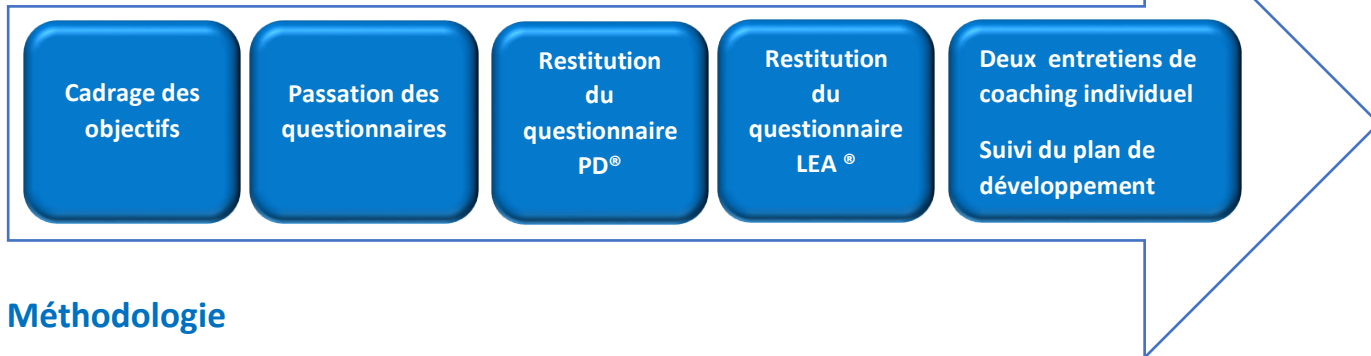 Cadrage des
objectifs
Passation des
questionnaires
Restitution
du
questionnaire
PD®
Restitution
du
questionnaire
LEA ®
Deux entretiens de
coaching individuel
Suivi du plan de
développement
Méthodologie